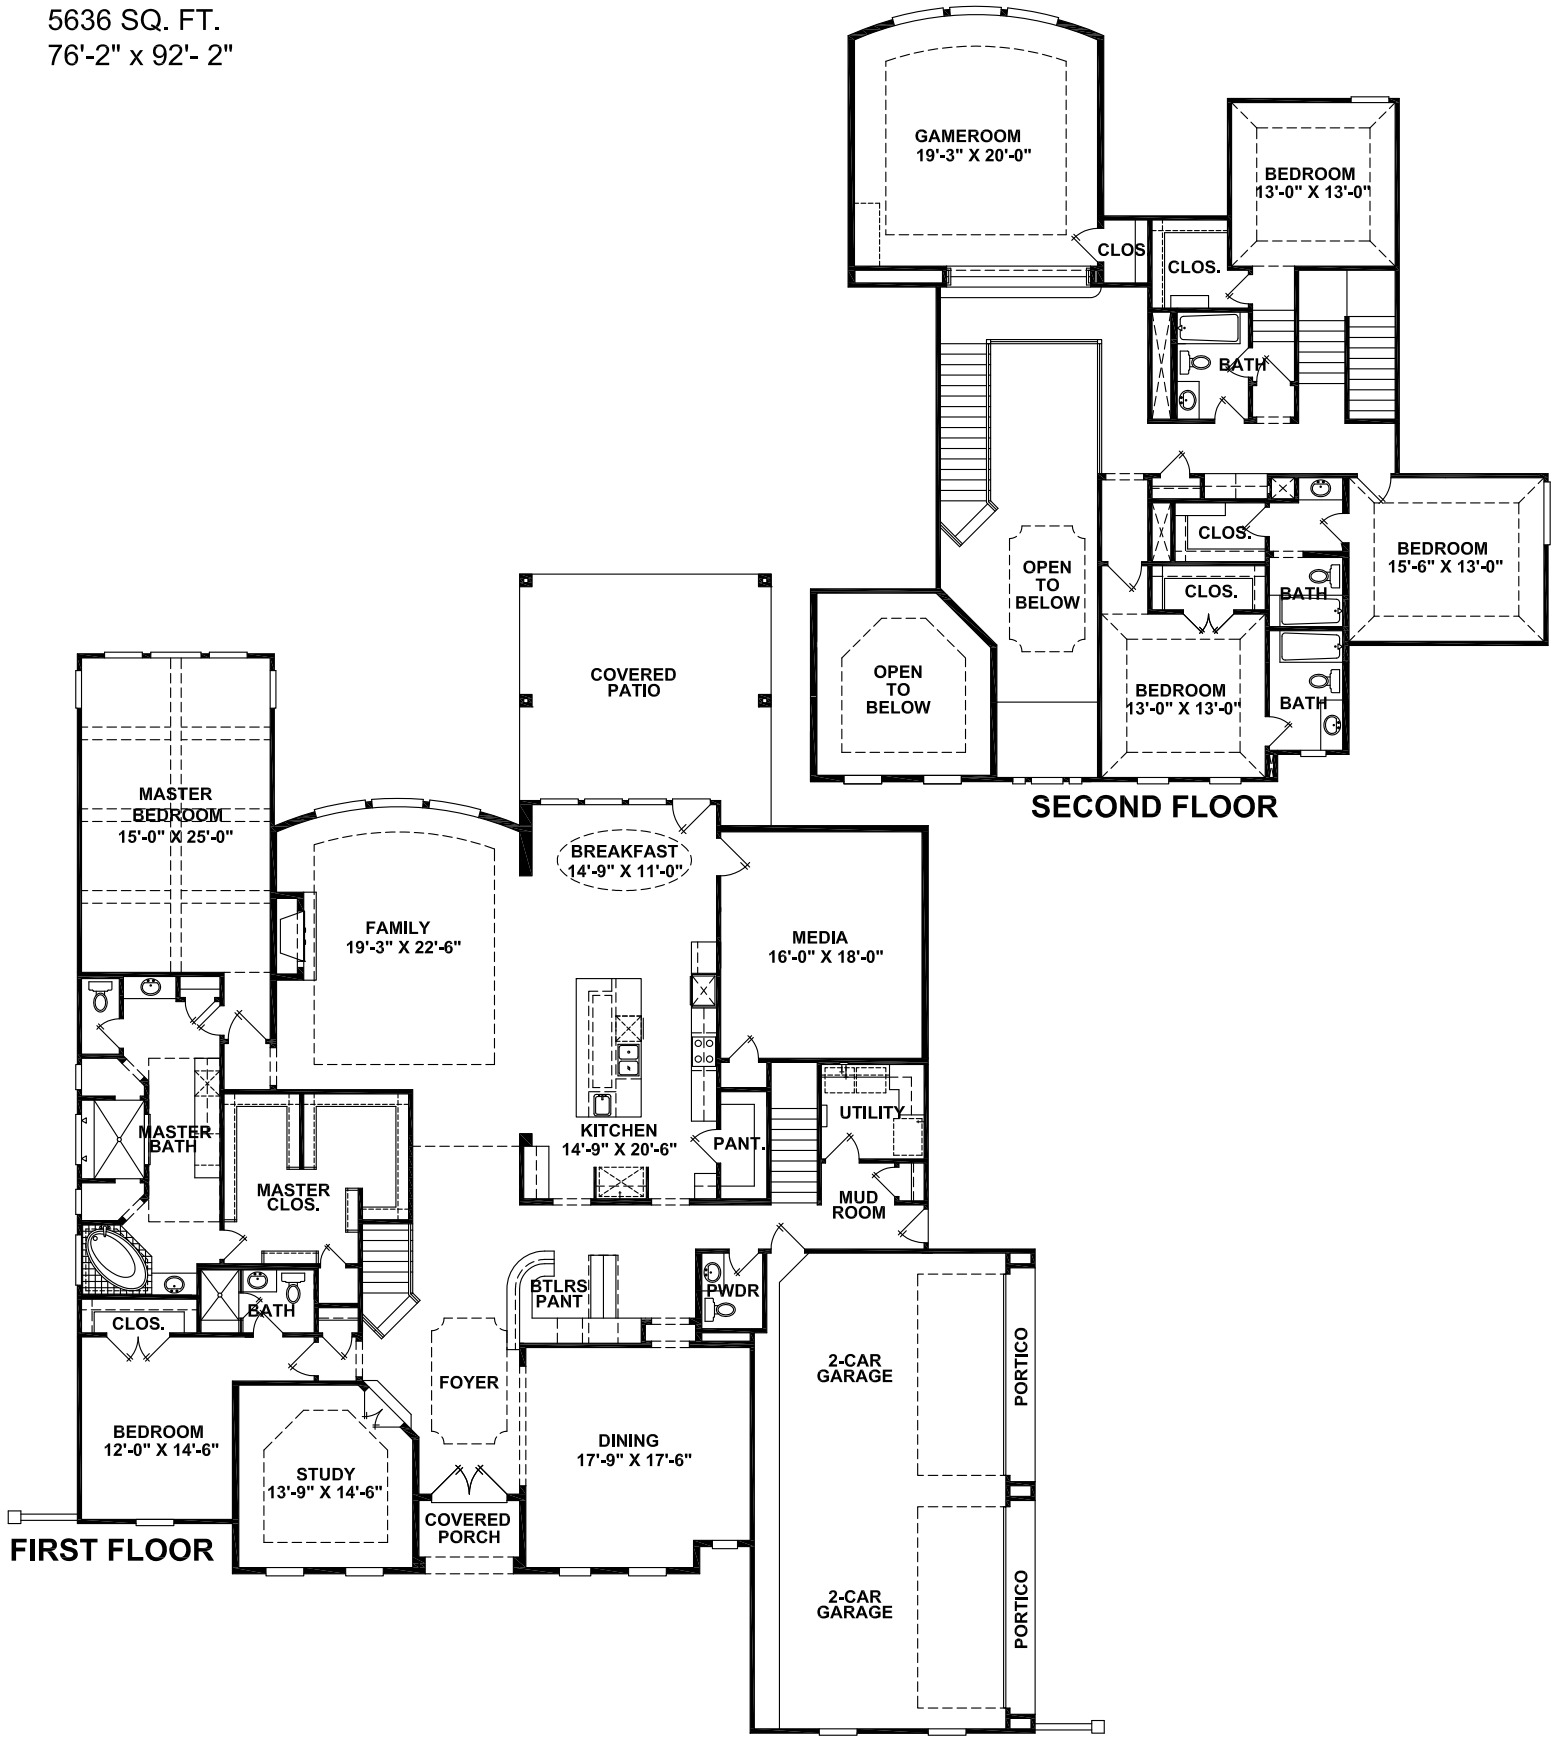 5636 SQ. FT.
76'-2" x 92'- 2"
GAMEROOM
19'-3" X 20'-0"
BEDROOM
13'-0" X 13'-0"
CLOS.
CLOS.
BATH
CLOS.
BEDROOM
15'-6" X 13'-0"
OPEN
TO
BELOW
CLOS.
BATH
OPEN
TO
BELOW
BEDROOM
13'-0" X 13'-0"
BATH
SECOND FLOOR
COVERED
PATIO
MASTER
BEDROOM
15'-0" X 25'-0"
BREAKFAST
14'-9" X 11'-0"
FAMILY
19'-3" X 22'-6"
MEDIA
16'-0" X 18'-0"
MASTER
BATH
KITCHEN
14'-9" X 20'-6"
PANT.
UTILITY
MASTER
CLOS.
MUD
ROOM
BTLRS
PANT
PWDR
BATH
CLOS.
FOYER
2-CAR
GARAGE
PORTICO
BEDROOM
12'-0" X 14'-6"
STUDY
13'-9" X 14'-6"
DINING
17'-9" X 17'-6"
COVERED
PORCH
FIRST FLOOR
2-CAR
GARAGE
PORTICO